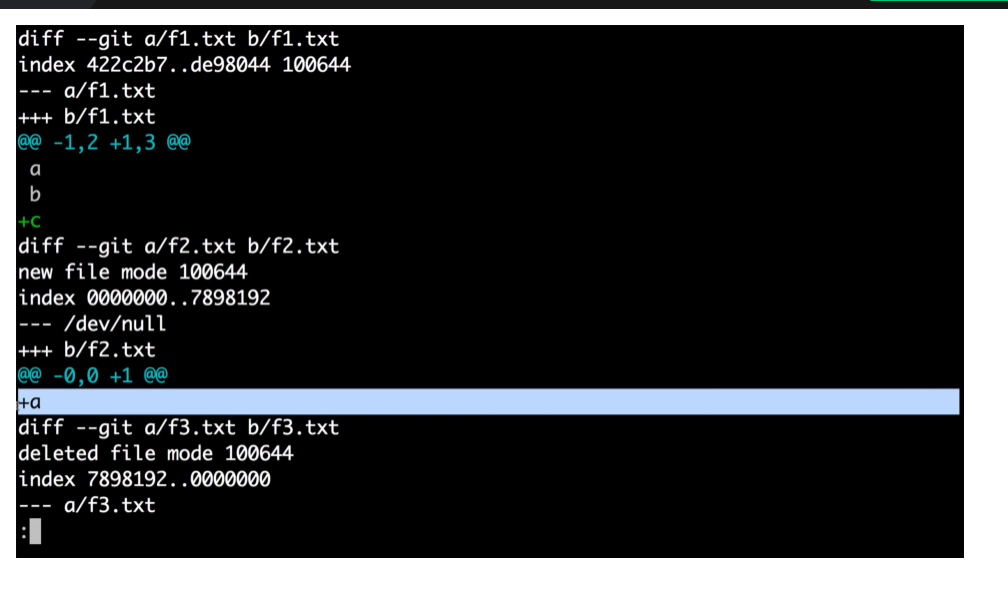 diff --git a/f1.txt b/f1.txt
index 422c2b7..de98044 100644
--- a/f1.txt
+++ b/f1.txt
@@ -1,2 +1,3 @@
 a
 b
+c
diff --git a/f2.txt b/f2.txt
new file mode 100644
index 0000000..7898192
--- /dev/null
+++ b/f2.txt
@@ -0,0 +1 @@
+a
diff --git a/f3.txt b/f3.txt
deleted file mode 100644
index 7898192..0000000
--- a/f3.txt
: